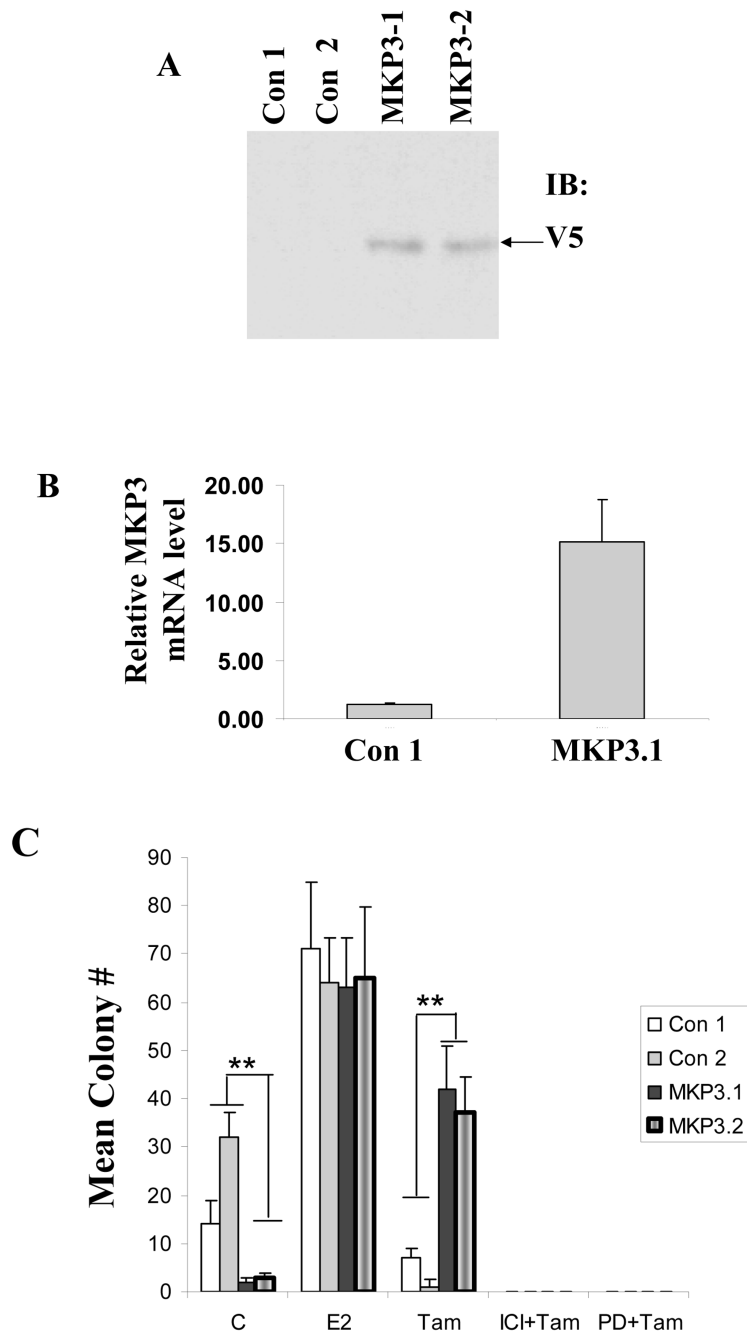 A
Con 1
Con 2
MKP3-1
MKP3-2
IB:
V5
B
Relative MKP3
mRNA level
20.00
15.00
10.00
5.00
0.00
Con 1
MKP3.1
C
Mean Colony #
90
80
70
60
50
40
30
20
10
0
**
**
C
E2
Tam
ICI+Tam
PD+Tam
Con 1
Con 2
MKP3.1
MKP3.2